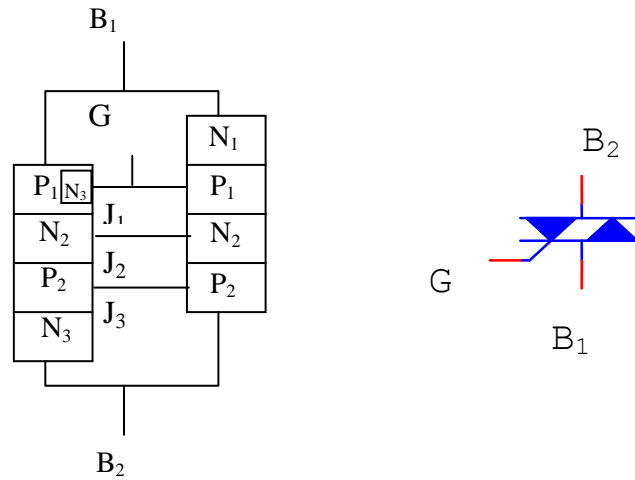 B₁
G
N₁
P₁ N₃ P₁
J₁
N₂ N₂
J₂
P₂ P₂
J₃
N₃
B₂
B₂
G
B₁